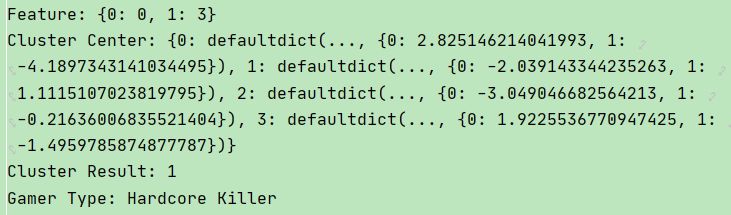 Feature: {0: 0, 1: 3}
Cluster Center: {0: defaultdict(..., {0: 2.825146214041993, 1:
-4.1897343141034495}), 1: defaultdict(..., {0: -2.039143344235263, 1:
1.1115107023819795}), 2: defaultdict(..., {0: -3.049046682564213, 1:
-0.21636006835521404}), 3: defaultdict(..., {0: 1.9225536770947425, 1:
-1.4959785874877787})}
Cluster Result: 1
Gamer Type: Hardcore Killer